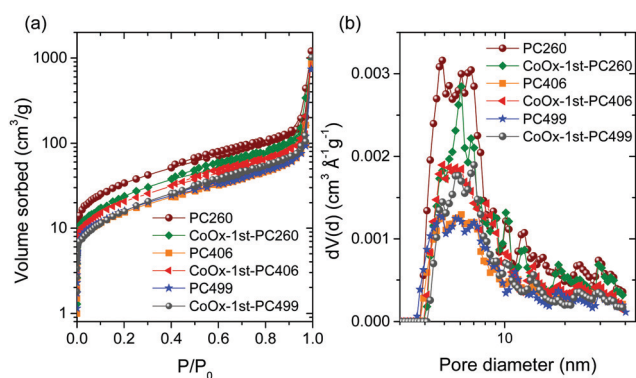 (a)
Volume sorbed (cm³/g)
1000
100
10
1
PC260
CoOx-1st-PC260
PC406
CoOx-1st-PC406
PC499
CoOx-1st-PC499
0.0 0.2 0.4 0.6 0.8 1.0
P/P₀
(b)
dV(d) (cm³ A⁻¹g⁻¹)
0.003
0.002
0.001
0.000
PC260
CoOx-1st-PC260
PC406
CoOx-1st-PC406
PC499
CoOx-1st-PC499
10
Pore diameter (nm)